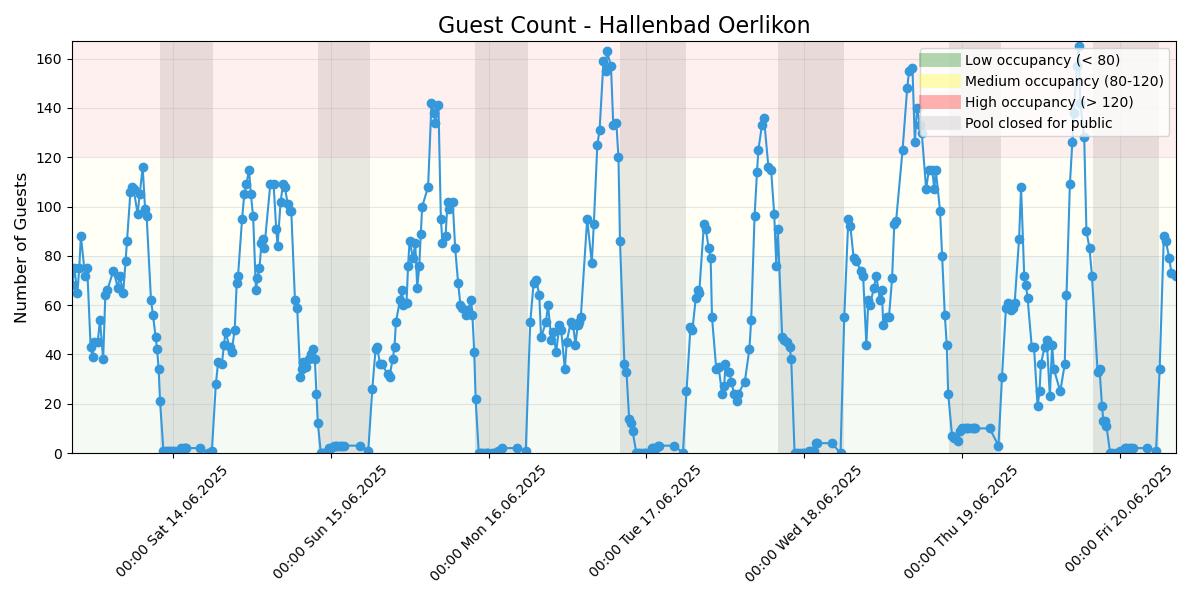 Guest Count - Hallenbad Oerlikon
Number of Guests
160
140
120
100
80
60
40
20
0
Low occupancy (< 80)
Medium occupancy (80-120)
High occupancy (> 120)
Pool closed for public
00:00 Sat 14.06.2025
00:00 Sun 15.06.2025
00:00 Mon 16.06.2025
00:00 Tue 17.06.2025
00:00 Wed 18.06.2025
00:00 Thu 19.06.2025
00:00 Fri 20.06.2025